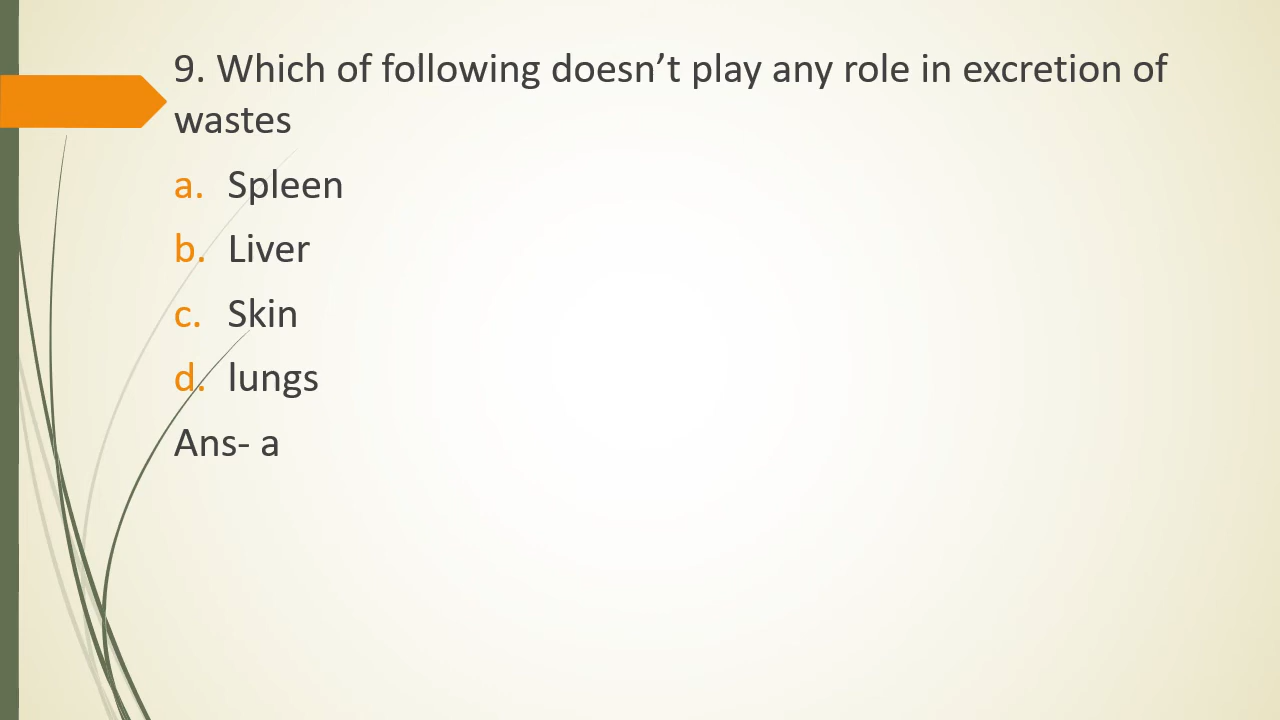 9. Which of following doesn’t play any role in excretion of
wastes
a. Spleen
b. Liver
c. Skin
d. lungs
Ans- a